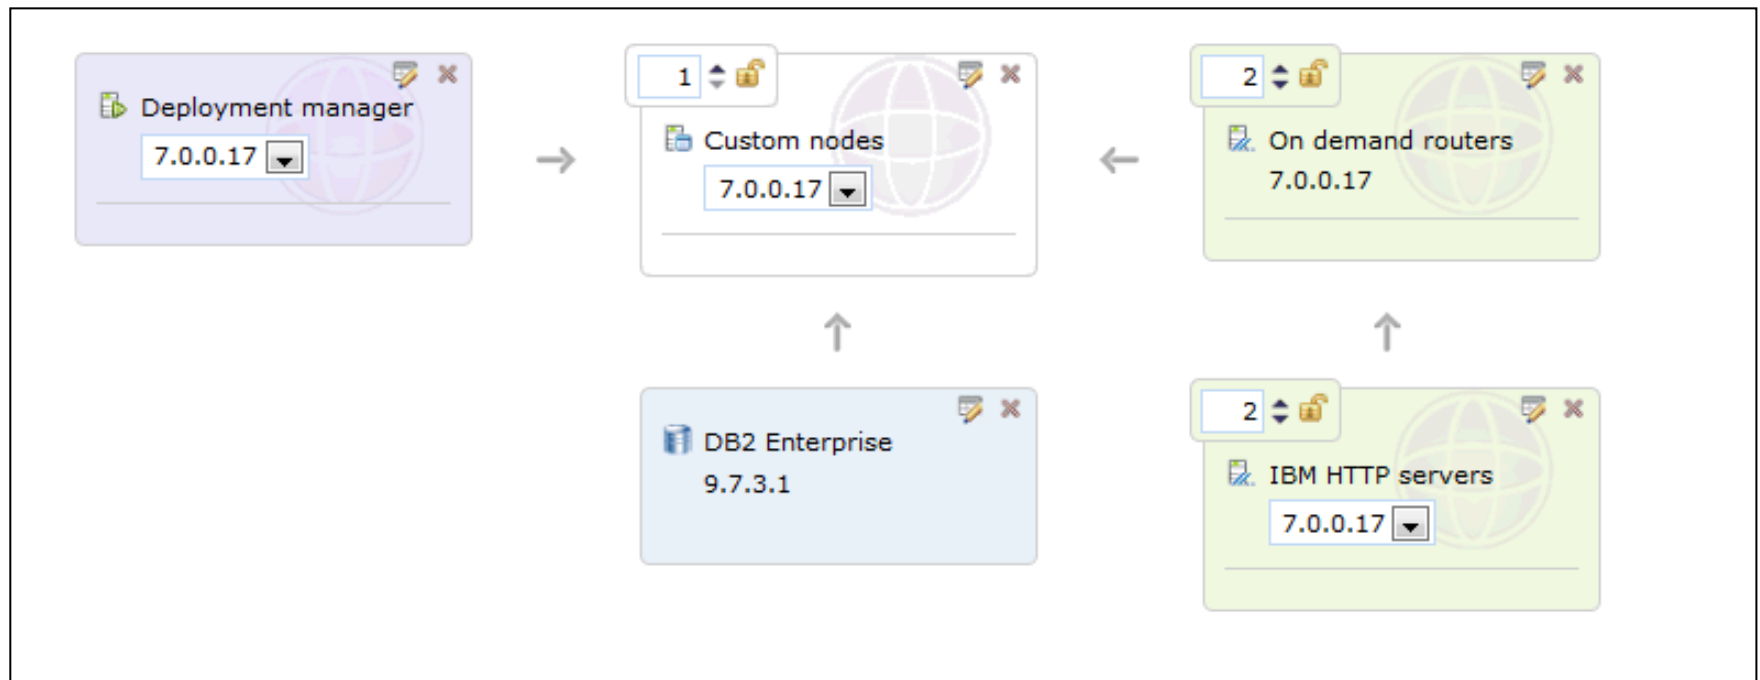 Deployment manager
7.0.0.17
1
Custom nodes
7.0.0.17
2
On demand routers
7.0.0.17
DB2 Enterprise
9.7.3.1
2
IBM HTTP servers
7.0.0.17